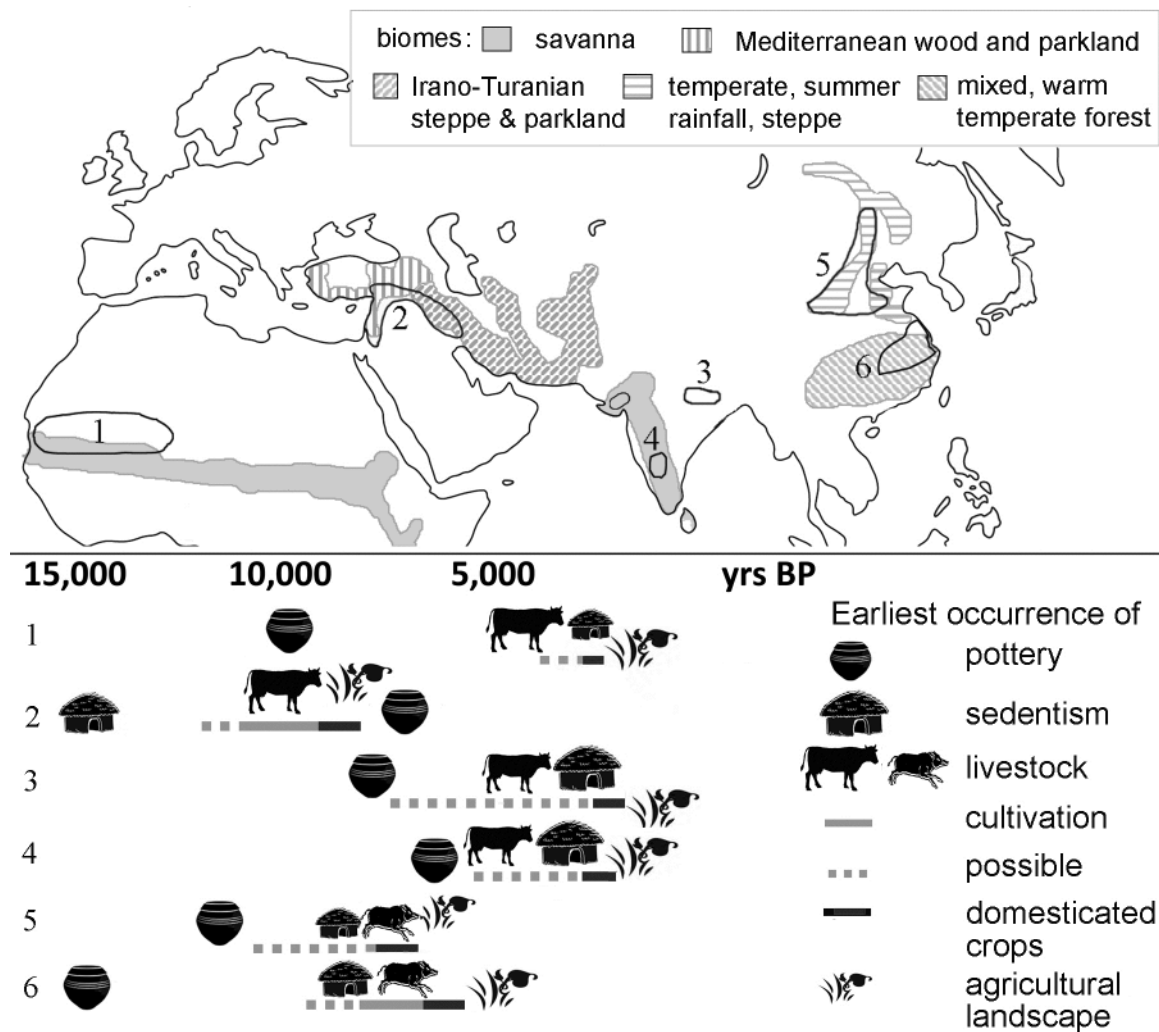 biomes: savanna Mediterranean wood and parkland
Irano-Turanian steppe & parkland
temperate, summer rainfall, steppe
mixed, warm temperate forest
5
2
3
6
1
4
15,000 10,000 5,000 yrs BP
1
2
3
4
5
6
Earliest occurrence of
pottery
sedentism
livestock
cultivation
possible
domesticated
crops
agricultural
landscape